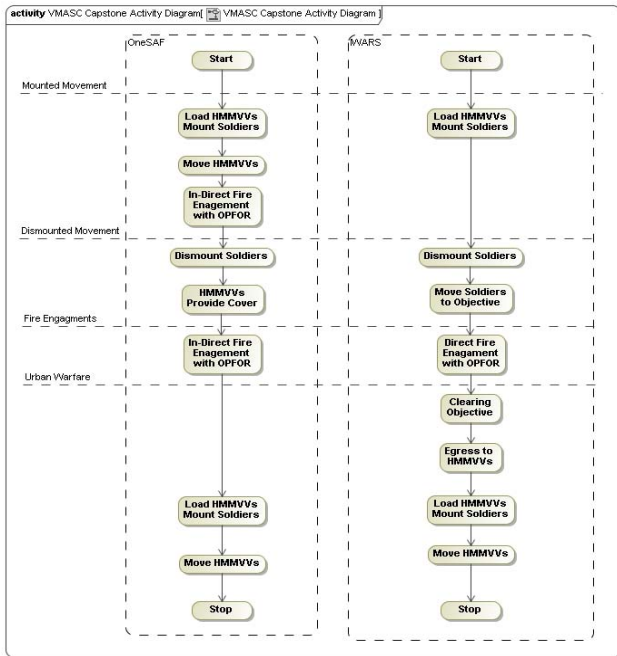 activity VMASC Capstone Activity Diagram[ VMASC Capstone Activity Diagram ]
OneSAF
IWARS
Start
Start
Mounted Movement
Load HMMVVs
Mount Soldiers
Load HMMVVs
Mount Soldiers
Move HMMVVs
In-Direct Fire
Enagement
with OPFOR
Dismounted Movement
Dismount Soldiers
Dismount Soldiers
HMMVVs
Provide Cover
Move Soldiers
to Objective
Fire Engagments
In-Direct Fire
Enagement
with OPFOR
Direct Fire
Enagament
with OPFOR
Urban Warfare
Clearing
Objective
Egress to
HMMVVs
Load HMMVVs
Mount Soldiers
Load HMMVVs
Mount Soldiers
Move HMMVVs
Move HMMVVs
Stop
Stop